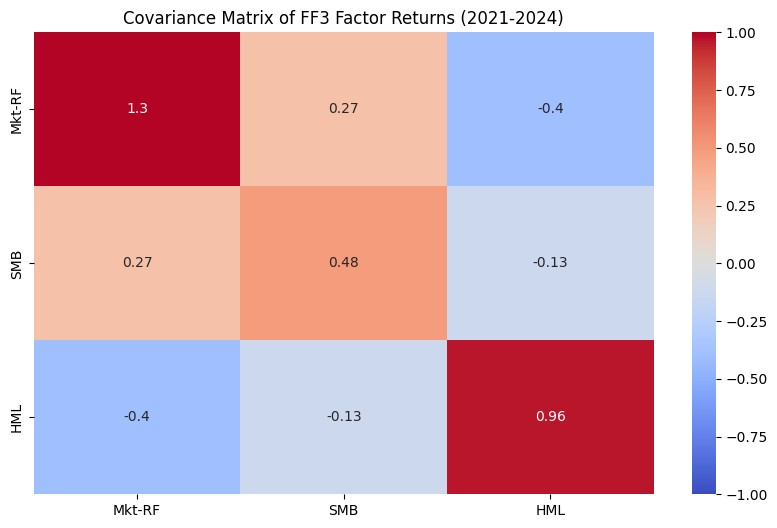 Covariance Matrix of FF3 Factor Returns (2021-2024)
Mkt-RF
1.3
0.27
-0.4
SMB
0.27
0.48
-0.13
HML
-0.4
-0.13
0.96
Mkt-RF
SMB
HML
1.00
0.75
0.50
0.25
0.00
−0.25
−0.50
−0.75
−1.00